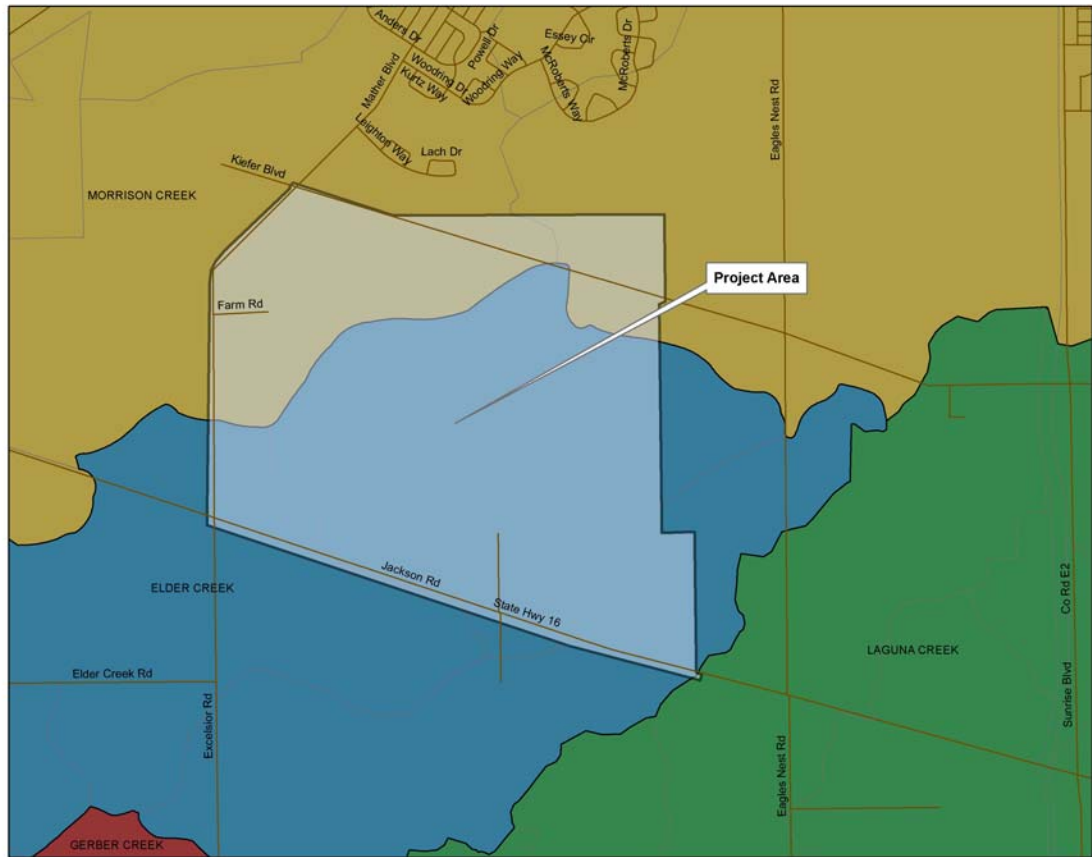 Anders Dr
Powell Dr
Essey Cir
McRoberts Dr
Mather Blvd
Woodring Dr
Woodring Way
Kurtz Way
McRoberts Way
Eagles Nest Rd
Leighton Way
Lach Dr
Kiefer Blvd
MORRISON CREEK
Project Area
Farm Rd
Jackson Rd
State Hwy 16
ELDER CREEK
Co Rd E2
LAGUNA CREEK
Elder Creek Rd
Excelsior Rd
Sunrise Blvd
Eagles Nest Rd
GERBER CREEK